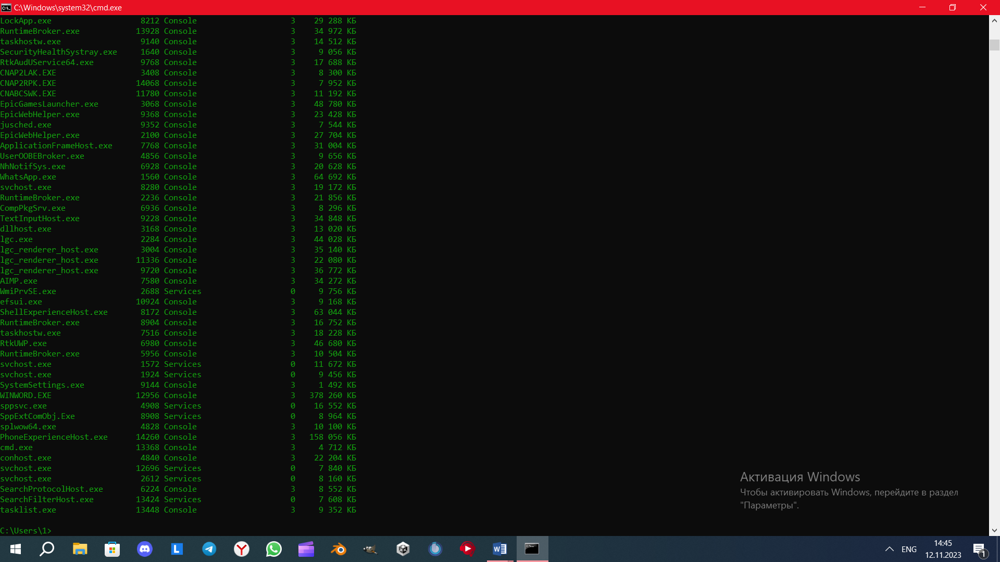 C:\Windows\system32\cmd.exe
LockApp.exe 8212 Console 3 29 288 КБ
RuntimeBroker.exe 13928 Console 3 34 972 КБ
taskhostw.exe 9140 Console 3 14 512 КБ
SecurityHealthSystray.exe 1640 Console 3 9 056 КБ
RtkAudUService64.exe 9768 Console 3 17 688 КБ
CNAP2LAK.EXE 3408 Console 3 8 300 КБ
CNAP2RPK.EXE 14068 Console 3 7 952 КБ
CNABCSWK.EXE 11780 Console 3 11 192 КБ
EpicGamesLauncher.exe 3068 Console 3 48 780 КБ
EpicWebHelper.exe 9368 Console 3 23 428 КБ
jusched.exe 9352 Console 3 7 544 КБ
EpicWebHelper.exe 2100 Console 3 27 704 КБ
ApplicationFrameHost.exe 7768 Console 3 31 004 КБ
UserOOBEBroker.exe 4856 Console 3 9 656 КБ
NhNotifSys.exe 6928 Console 3 20 628 КБ
WhatsApp.exe 1560 Console 3 64 692 КБ
svchost.exe 8280 Console 3 19 172 КБ
RuntimeBroker.exe 2236 Console 3 21 856 КБ
CompPkgSrv.exe 6936 Console 3 8 296 КБ
TextInputHost.exe 9228 Console 3 34 848 КБ
dllhost.exe 3168 Console 3 13 020 КБ
lgc.exe 2284 Console 3 44 028 КБ
lgc_renderer_host.exe 3004 Console 3 35 140 КБ
lgc_renderer_host.exe 11336 Console 3 22 080 КБ
lgc_renderer_host.exe 9720 Console 3 36 772 КБ
AIMP.exe 7580 Console 3 34 272 КБ
WmiPrvSE.exe 2688 Services 0 9 756 КБ
efsui.exe 10924 Console 3 9 168 КБ
ShellExperienceHost.exe 8172 Console 3 63 044 КБ
RuntimeBroker.exe 8904 Console 3 16 752 КБ
taskhostw.exe 7516 Console 3 18 228 КБ
RtkUWP.exe 6980 Console 3 46 680 КБ
RuntimeBroker.exe 5956 Console 3 10 504 КБ
svchost.exe 1572 Services 0 11 672 КБ
svchost.exe 1924 Services 0 9 456 КБ
SystemSettings.exe 9144 Console 3 1 492 КБ
WINWORD.EXE 12956 Console 3 378 260 КБ
sppsvc.exe 4908 Services 0 16 552 КБ
SppExtComObj.Exe 8908 Services 0 8 964 КБ
splwow64.exe 4828 Console 3 10 100 КБ
PhoneExperienceHost.exe 14260 Console 3 158 056 КБ
cmd.exe 13368 Console 3 4 712 КБ
conhost.exe 4840 Console 3 22 204 КБ
svchost.exe 12696 Services 0 7 840 КБ
svchost.exe 2612 Services 0 8 160 КБ
SearchProtocolHost.exe 6224 Console 3 8 552 КБ
SearchFilterHost.exe 13424 Services 0 7 608 КБ
tasklist.exe 13448 Console 3 9 352 КБ
C:\Users\1>
Активация Windows
Чтобы активировать Windows, перейдите в раздел
"Параметры".
ENG
14:45
12.11.2023
1